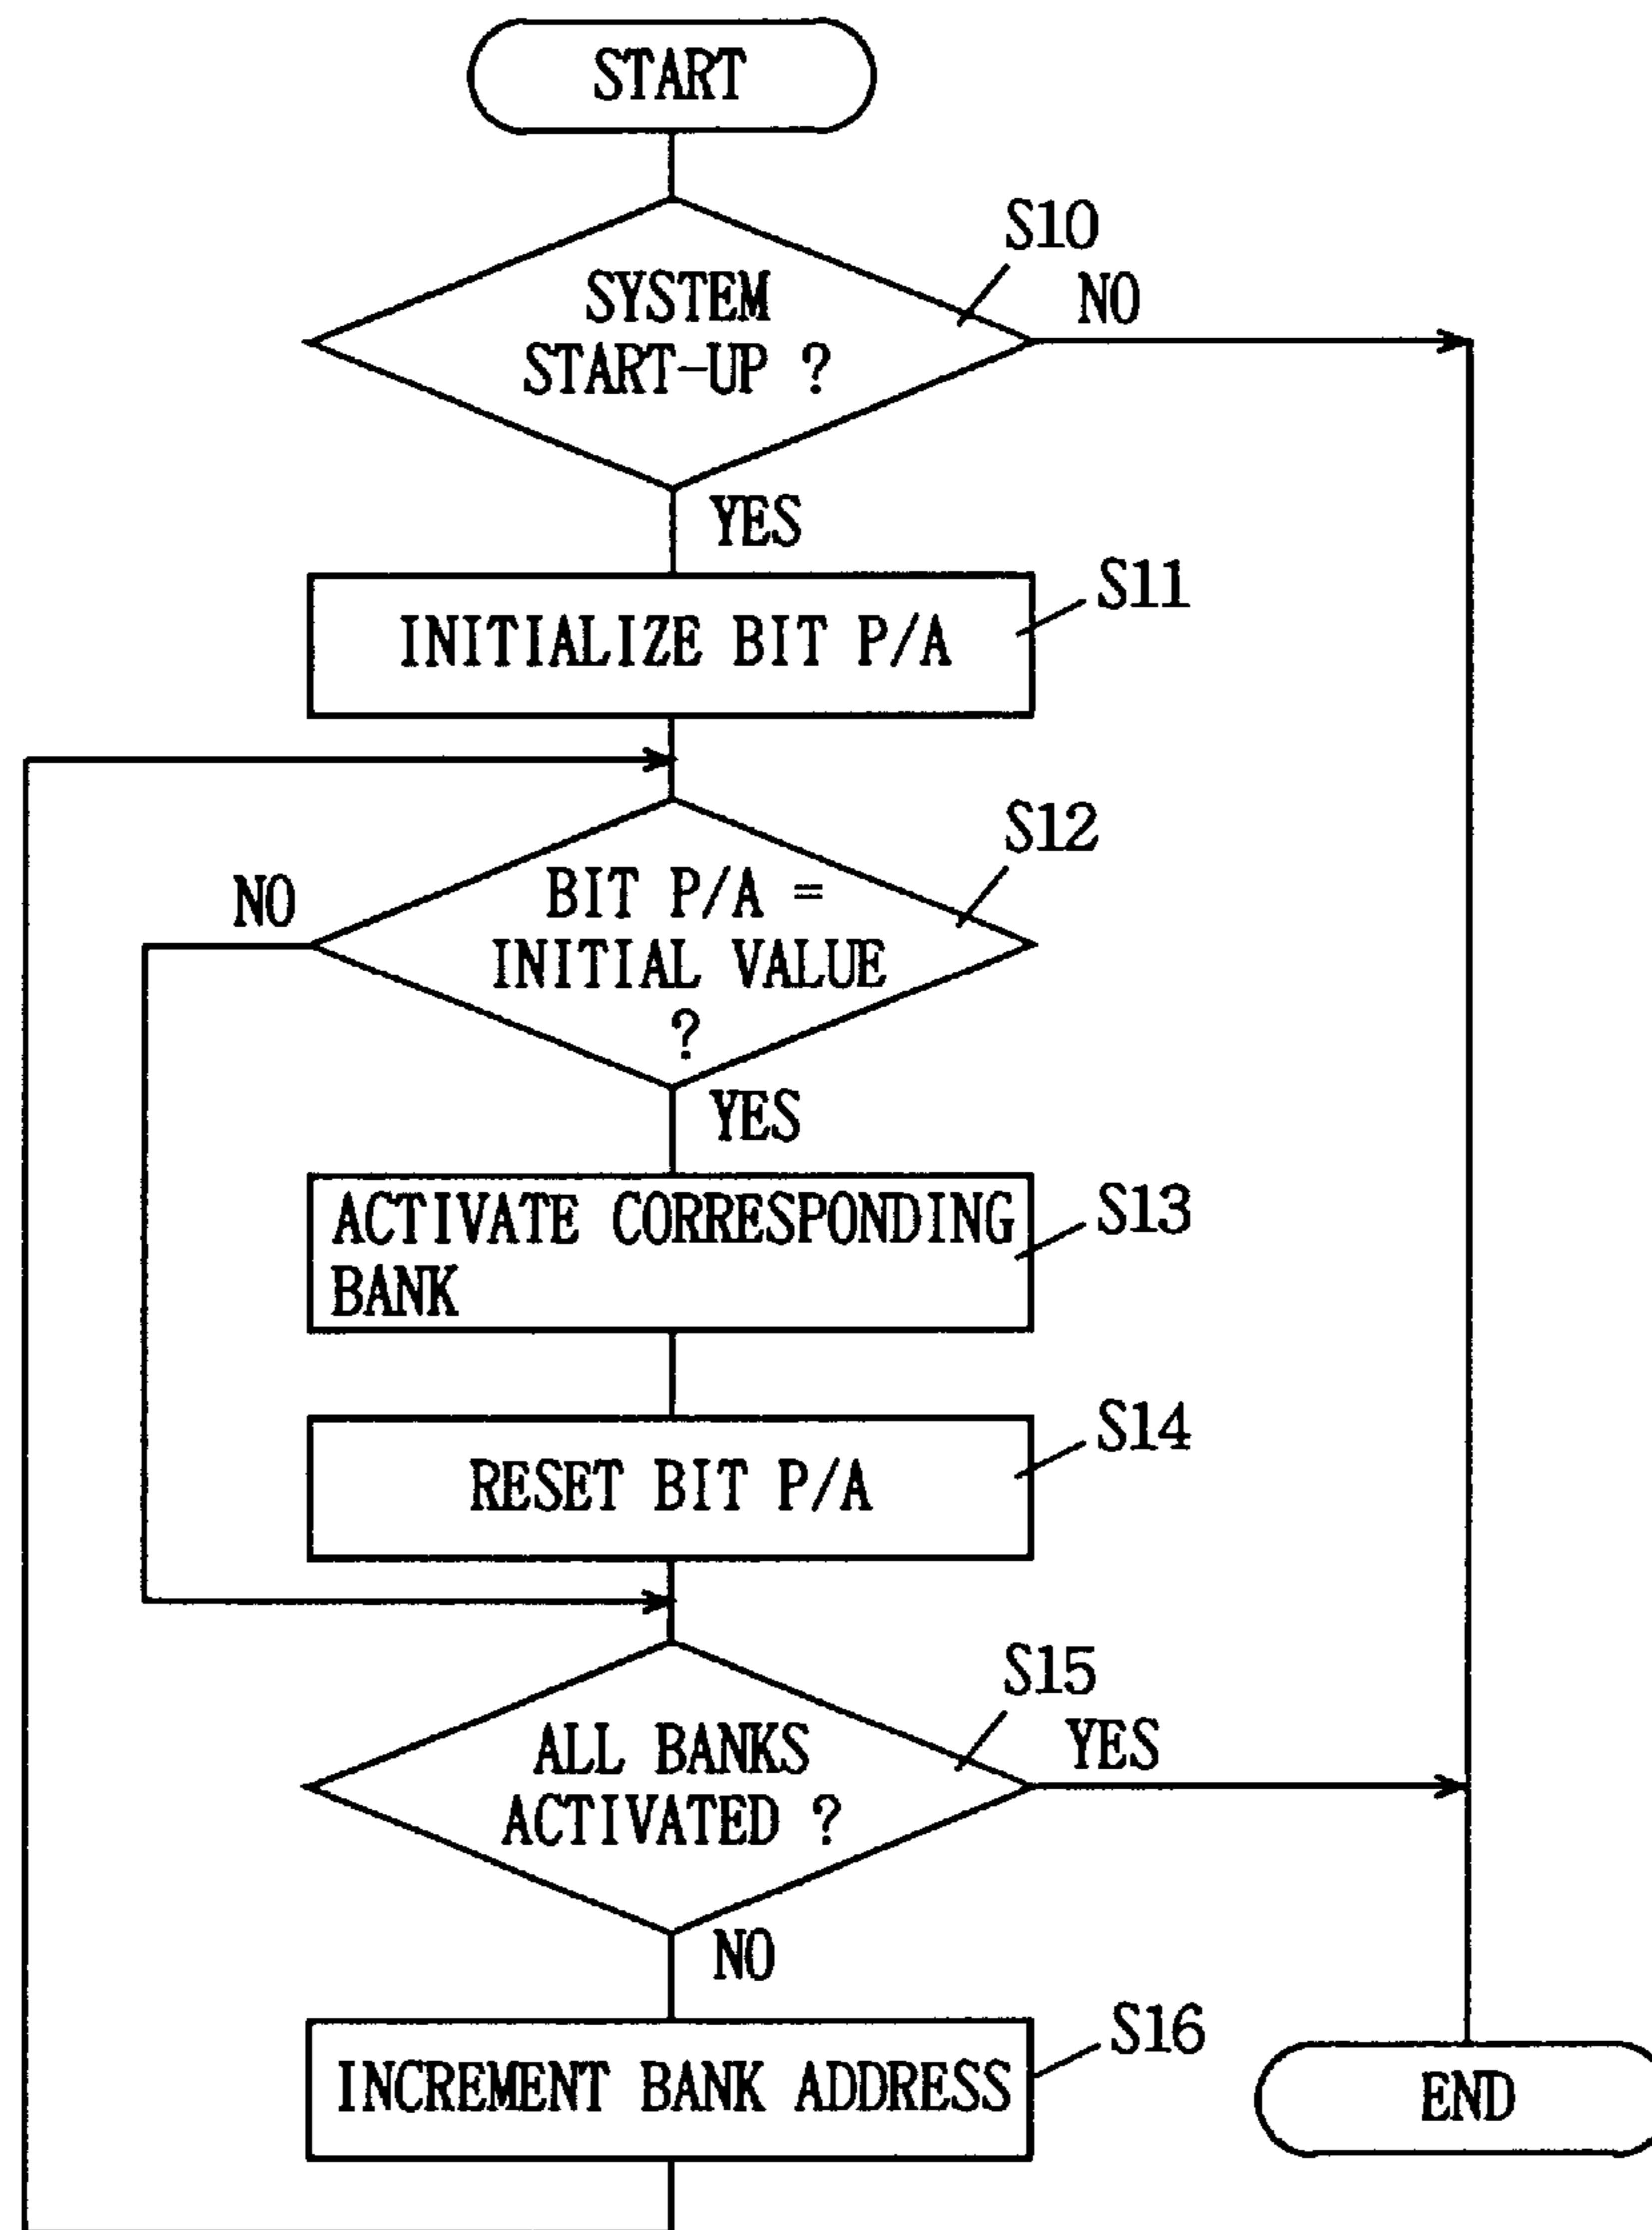 START
S10
SYSTEM
START-UP ?
NO
YES
S11
INITIALIZE BIT P/A
S12
NO
BIT P/A =
INITIAL VALUE
?
YES
S13
ACTIVATE CORRESPONDING
BANK
S14
RESET BIT P/A
S15
ALL BANKS
ACTIVATED ?
YES
NO
S16
INCREMENT BANK ADDRESS
END